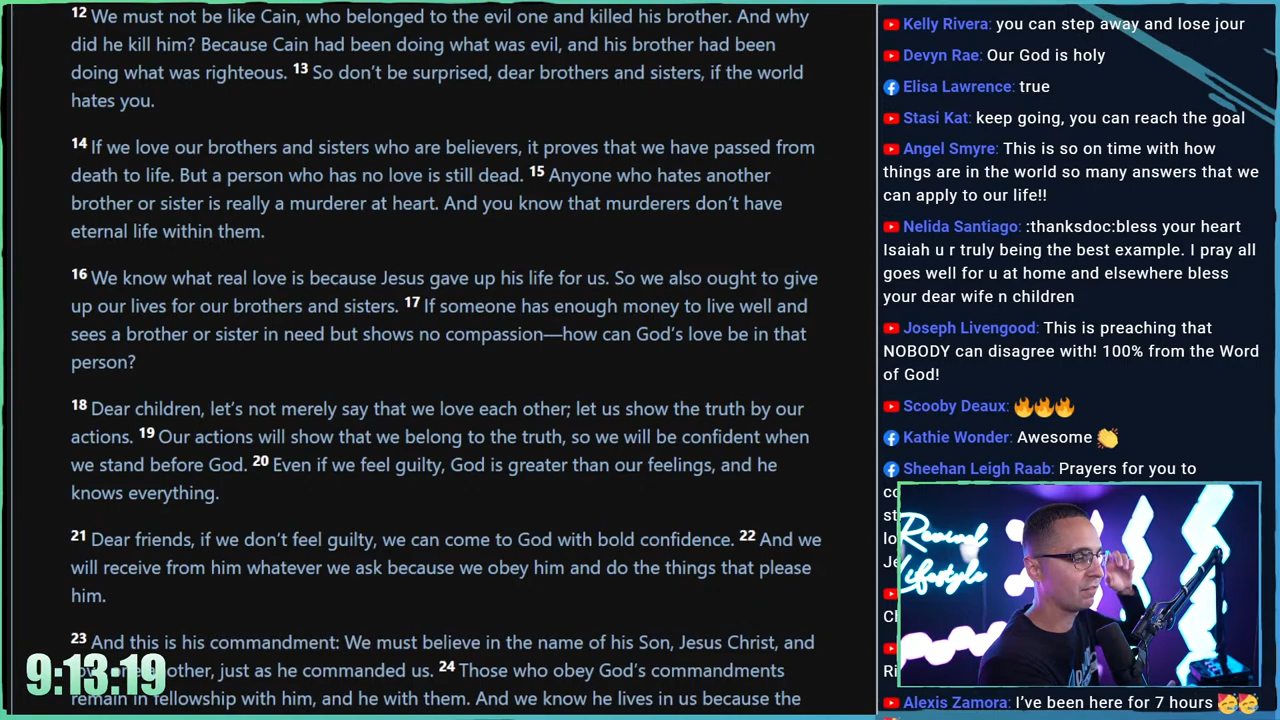 12 We must not be like Cain, who belonged to the evil one and killed his brother. And why
did he kill him? Because Cain had been doing what was evil, and his brother had been
doing what was righteous. 13 So don’t be surprised, dear brothers and sisters, if the world
hates you.
14 If we love our brothers and sisters who are believers, it proves that we have passed from
death to life. But a person who has no love is still dead. 15 Anyone who hates another
brother or sister is really a murderer at heart. And you know that murderers don’t have
eternal life within them.
16 We know what real love is because Jesus gave up his life for us. So we also ought to give
up our lives for our brothers and sisters. 17 If someone has enough money to live well and
sees a brother or sister in need but shows no compassion—how can God’s love be in that
person?
18 Dear children, let’s not merely say that we love each other; let us show the truth by our
actions. 19 Our actions will show that we belong to the truth, so we will be confident when
we stand before God. 20 Even if we feel guilty, God is greater than our feelings, and he
knows everything.
21 Dear friends, if we don’t feel guilty, we can come to God with bold confidence. 22 And we
will receive from him whatever we ask because we obey him and do the things that please
him.
23 And this is his commandment: We must believe in the name of his Son, Jesus Christ, and
just as he commanded us. 24 Those who obey God’s commandments
remain in fellowship with him, and he with them. And we know he lives in us because the
9:13:19
Kelly Rivera: you can step away and lose jour
Devyn Rae: Our God is holy
Elisa Lawrence: true
Stasi Kat: keep going, you can reach the goal
Angel Smyre: This is so on time with how
things are in the world so many answers that we
can apply to our life!!
Nelida Santiago: :thanksdoc:bless your heart
Isaiah u r truly being the best example. I pray all
goes well for u at home and elsewhere bless
your dear wife n children
Joseph Livengood: This is preaching that
NOBODY can disagree with! 100% from the Word
of God!
Scooby Deaux: 🔥🔥🔥
Kathie Wonder: Awesome 👏
Sheehan Leigh Raab: Prayers for you to
Revival
Lifestyle
Alexis Zamora: I’ve been here for 7 hours 🥳🥳